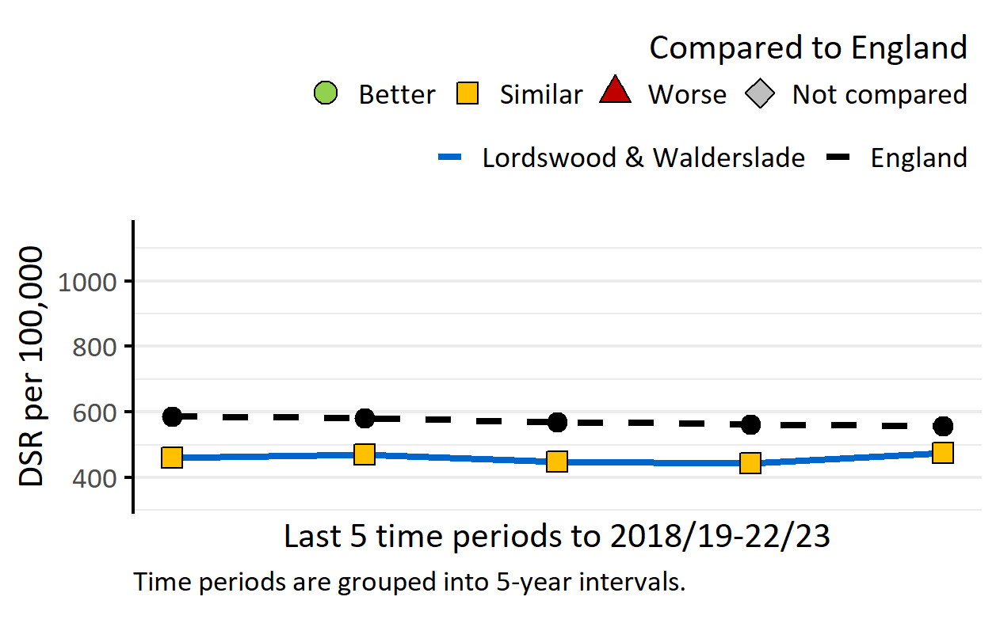 Compared to England
Better Similar Worse Not compared
Lordswood & Walderslade England
DSR per 100,000
1000
800
600
400
Last 5 time periods to 2018/19-22/23
Time periods are grouped into 5-year intervals.